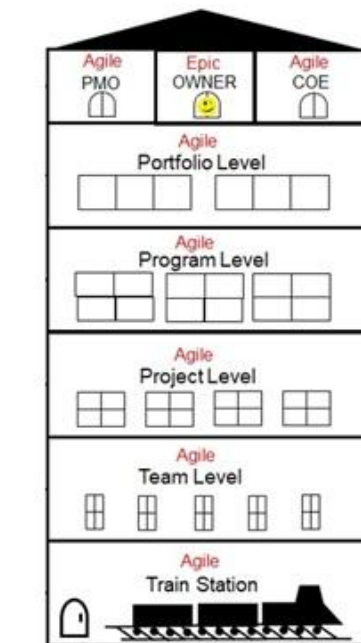 Agile Epic Agile
PMO OWNER COE
Agile
Portfolio Level
Agile
Program Level
Agile
Project Level
Agile
Team Level
Agile
Train Station